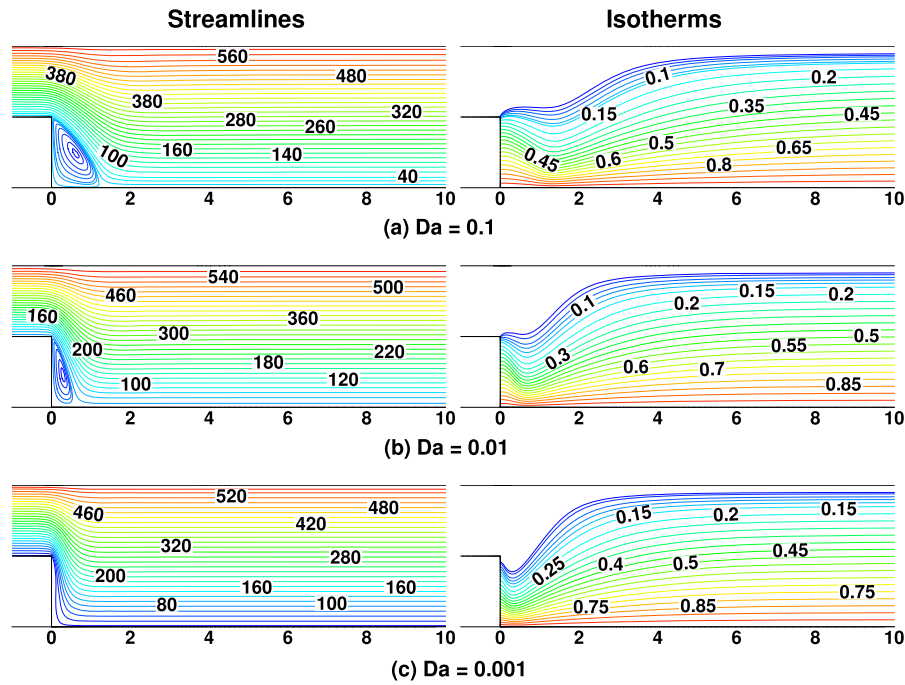 Streamlines Isotherms
560
380 480
380 320
280 260
100 160 140
40
0 2 4 6 8 10
0.1 0.2
0.15 0.35 0.45
0.45 0.6 0.5 0.65
0.8
0 2 4 6 8 10
(a) Da = 0.1
540
460 500
160 360
300
200 180 220
100 120
0 2 4 6 8 10
0.1 0.2 0.15 0.2
0.3 0.55 0.5
0.6 0.7
0.85
0 2 4 6 8 10
(b) Da = 0.01
520
460 480
420
320 280
200 160 160
80 100
0 2 4 6 8 10
0.15 0.2 0.15
0.25 0.4 0.5 0.45
0.75 0.85 0.75
0 2 4 6 8 10
(c) Da = 0.001